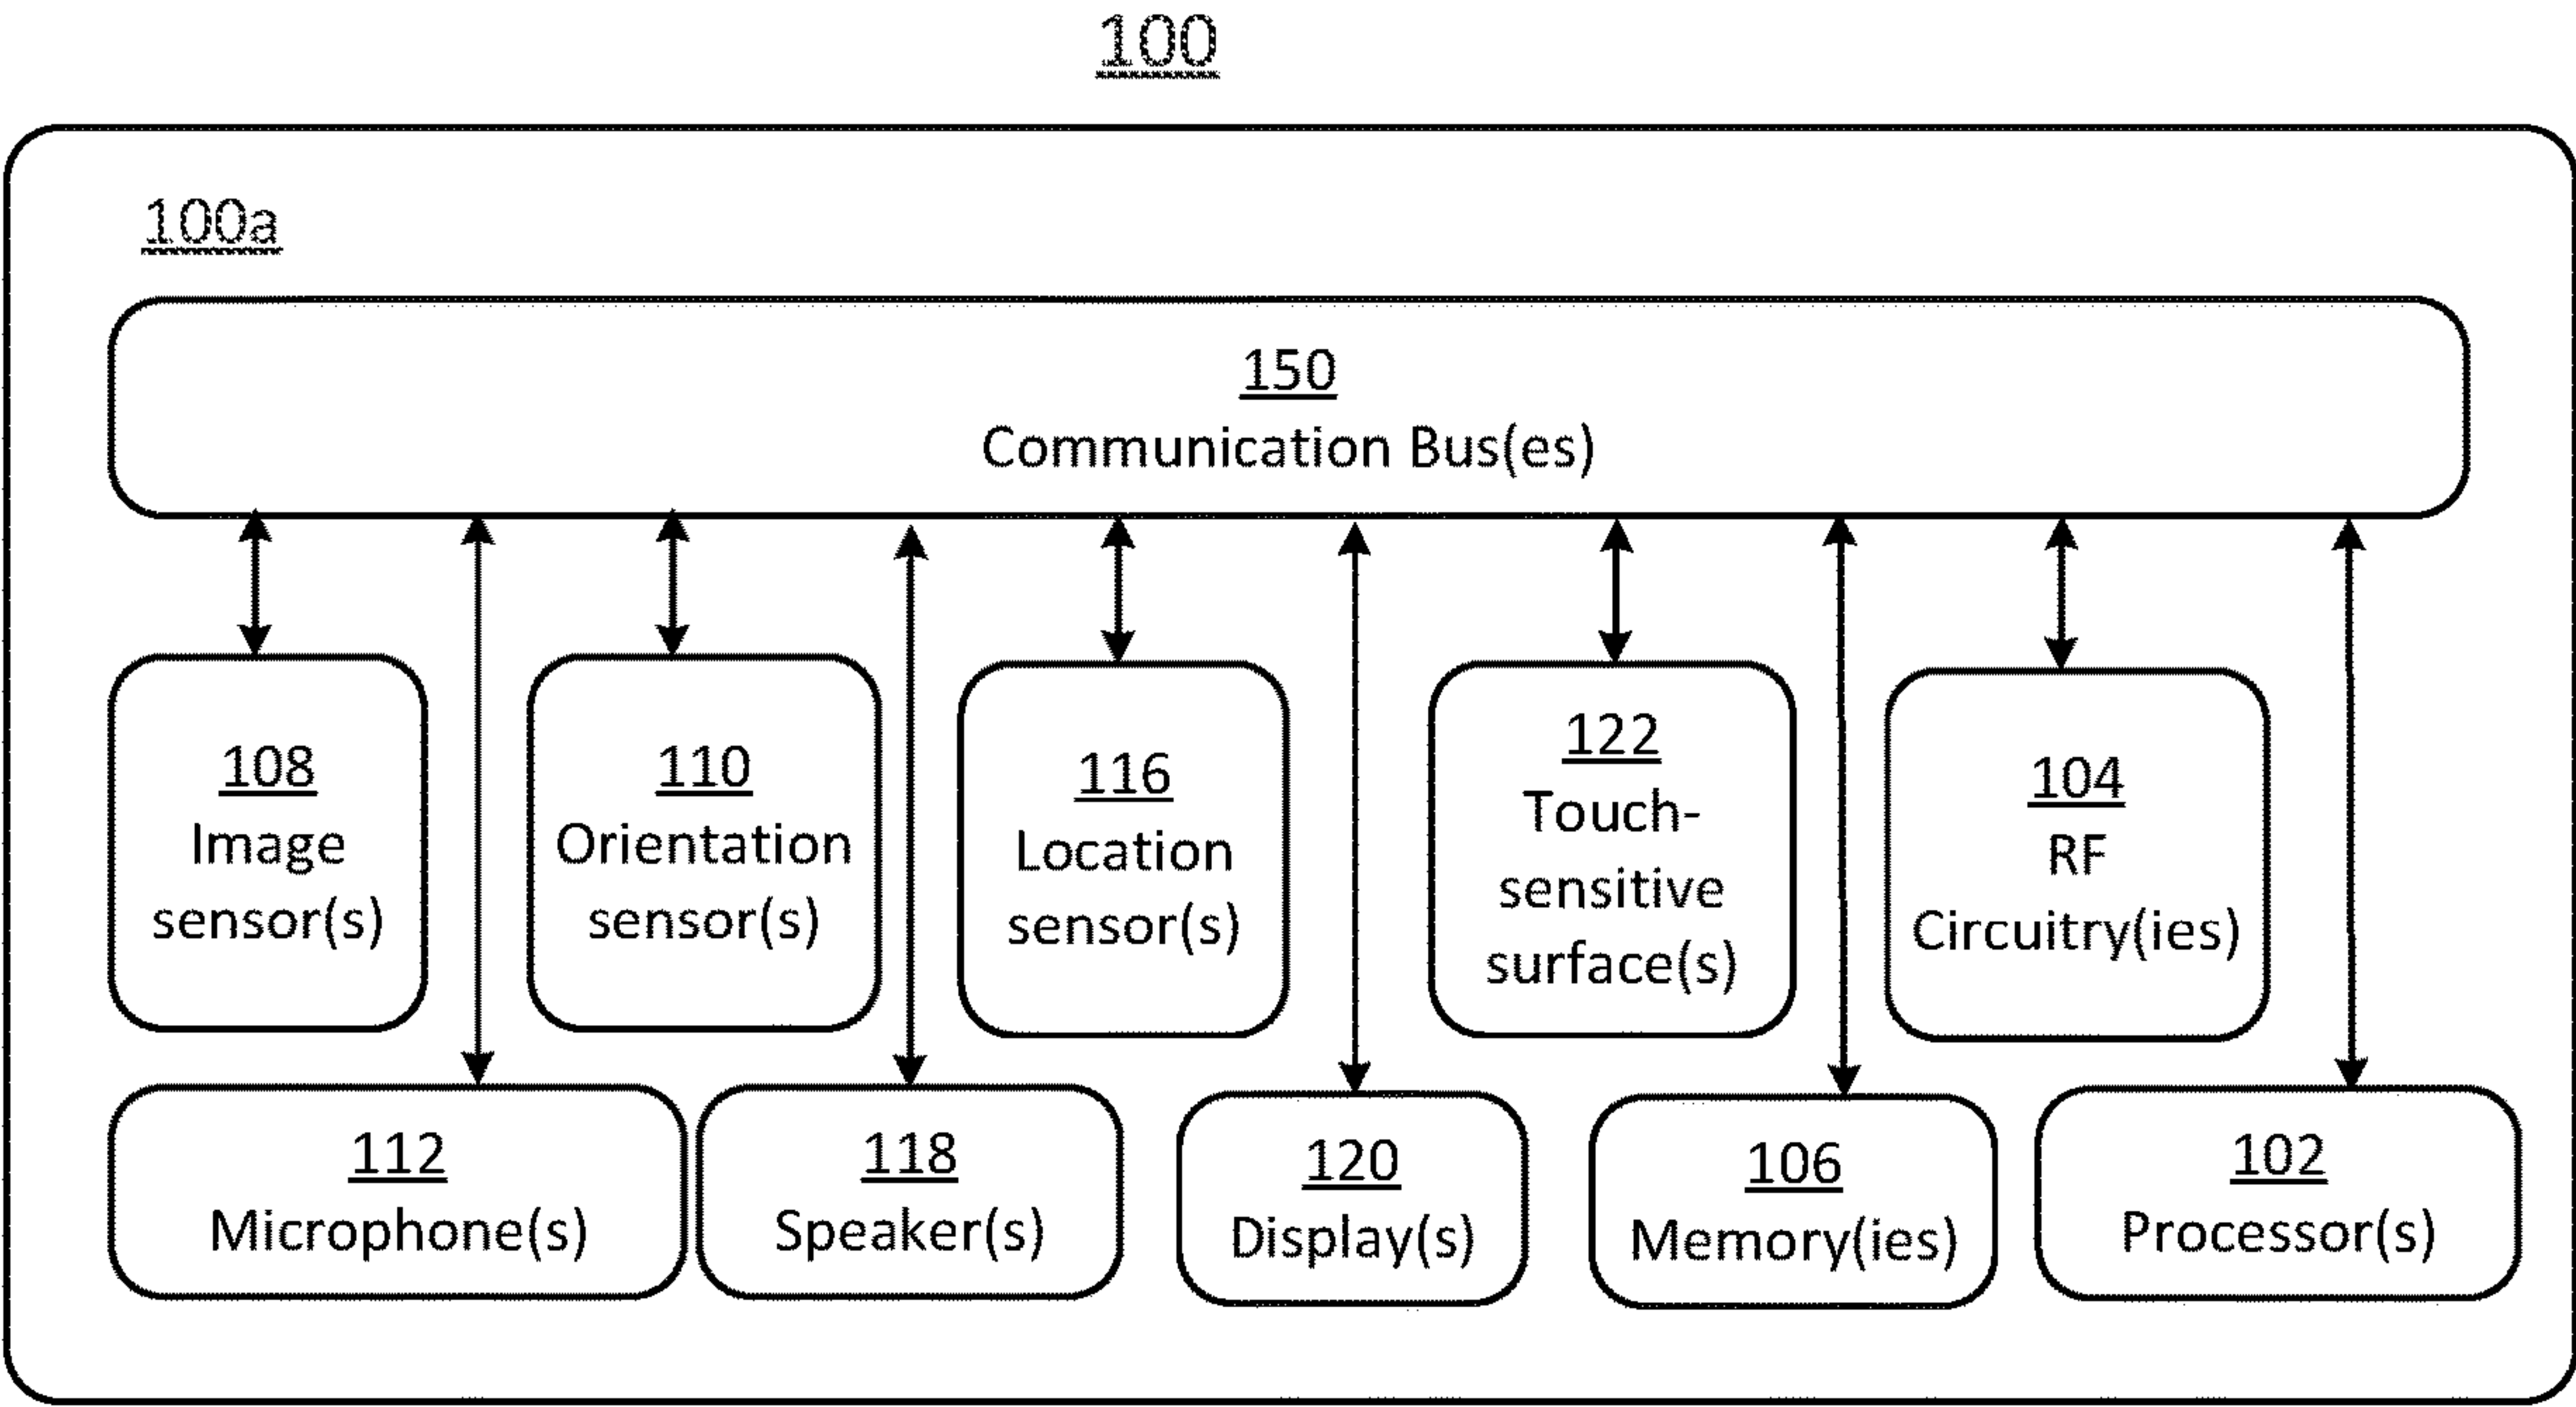 100
100a
150
Communication Bus(es)
108
Image
sensor(s)
110
Orientation
sensor(s)
116
Location
sensor(s)
122
Touch-
sensitive
surface(s)
104
RF
Circuitry(ies)
112
Microphone(s)
118
Speaker(s)
120
Display(s)
106
Memory(ies)
102
Processor(s)